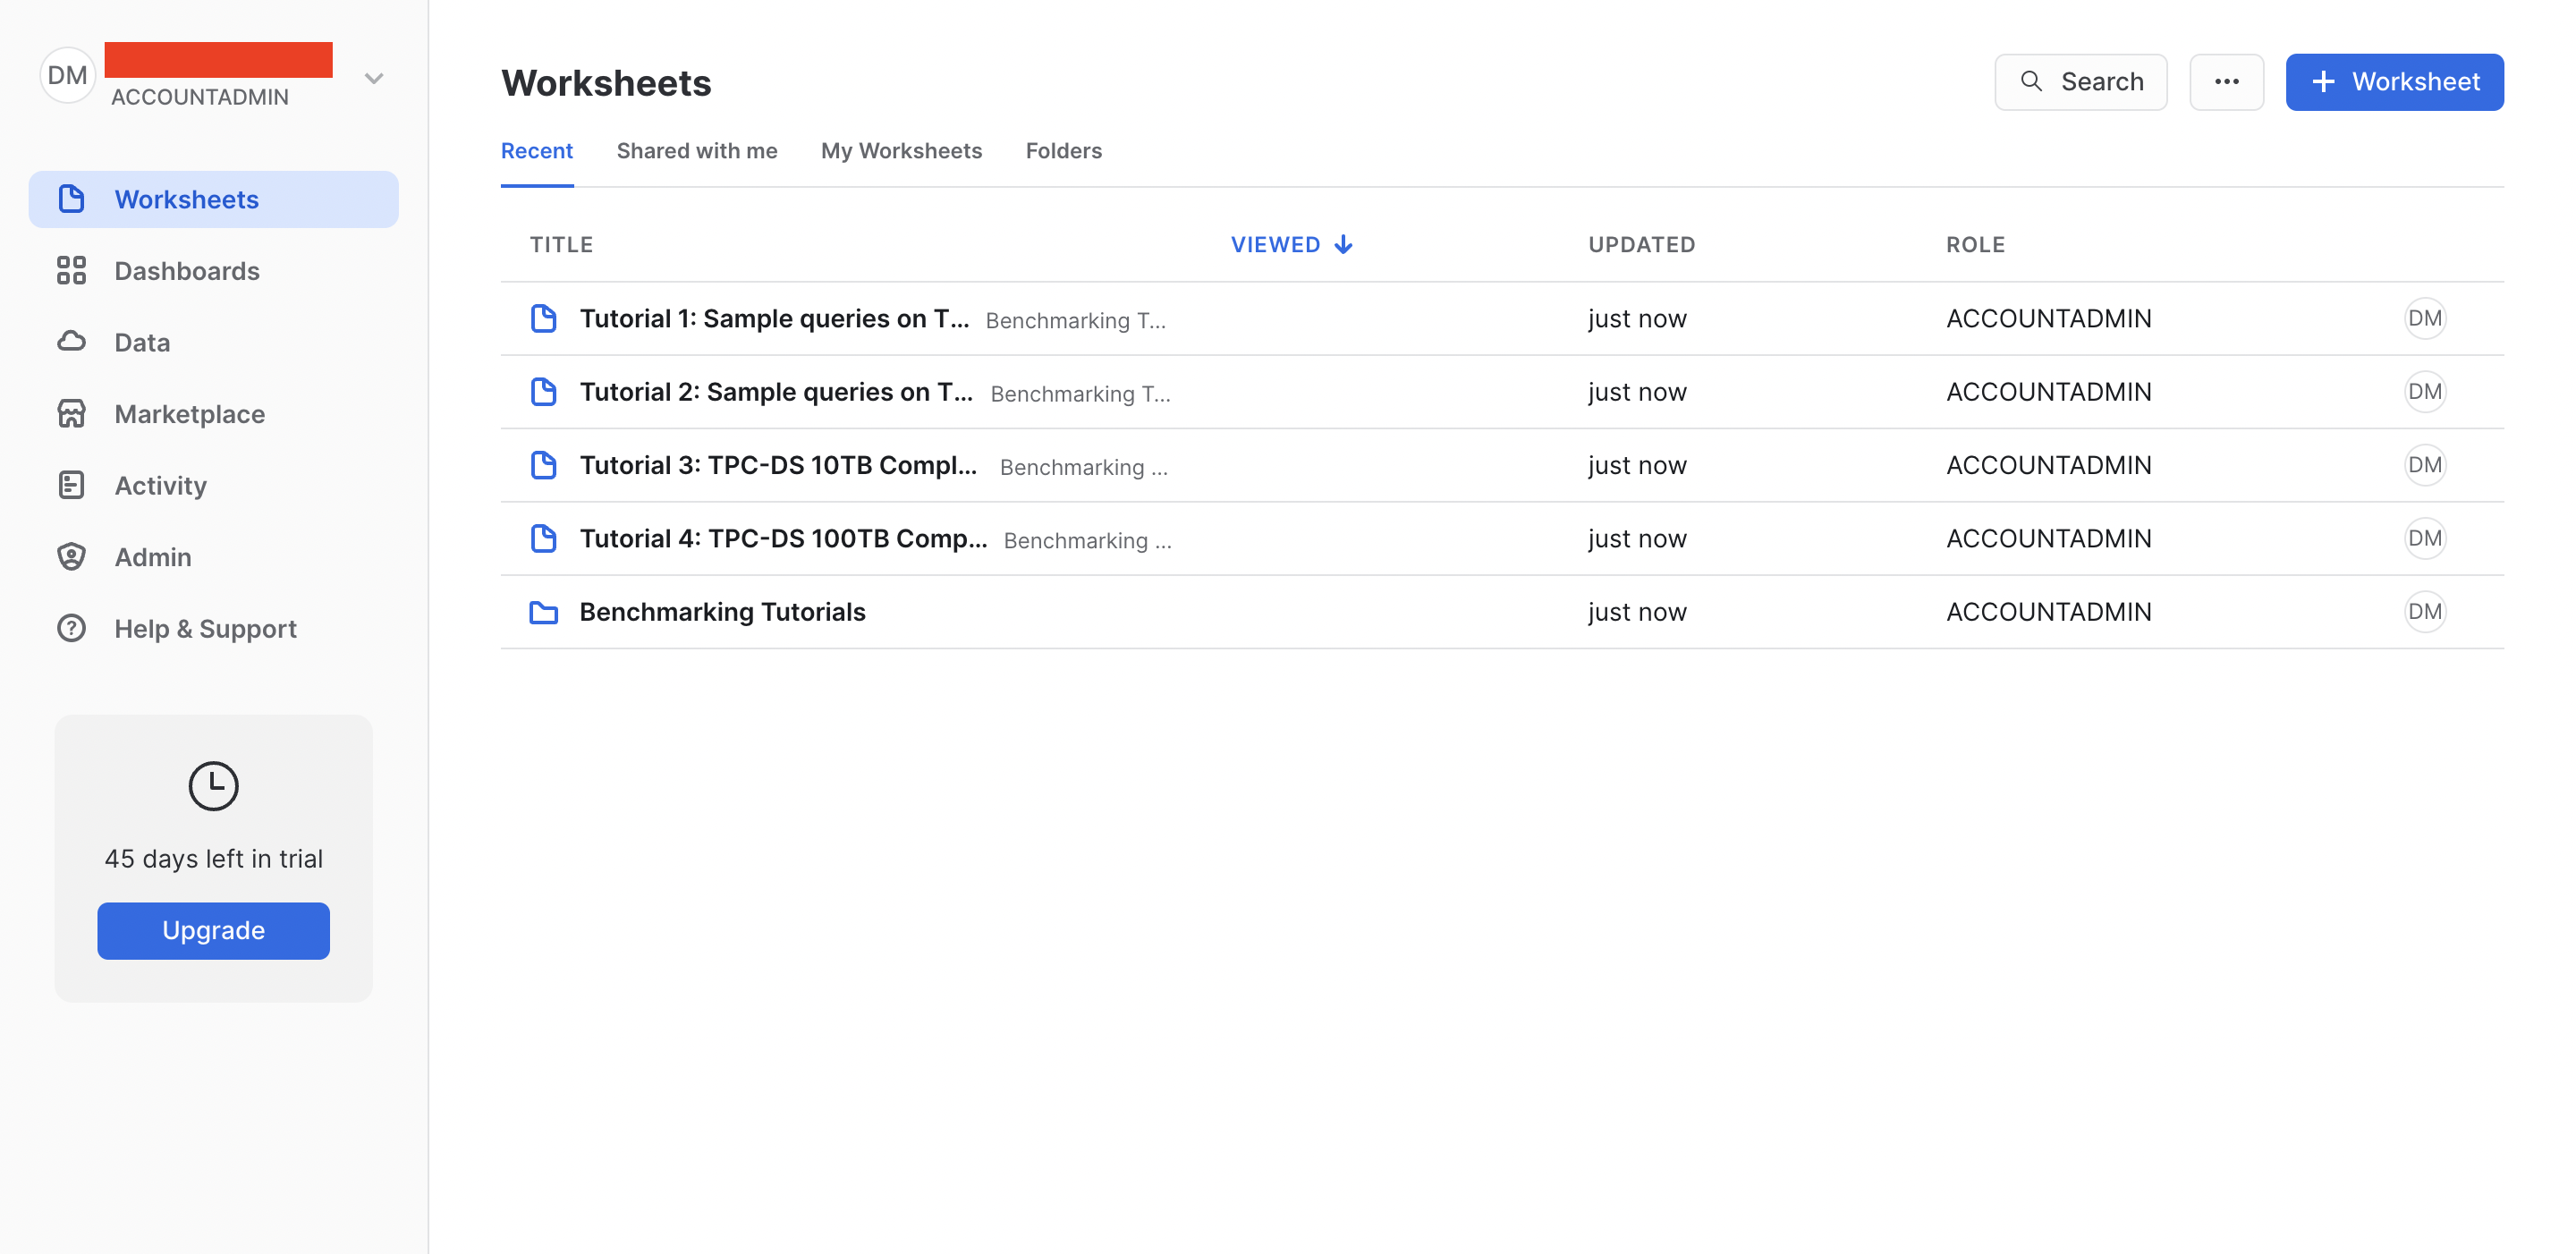 DM
ACCOUNTADMIN
Worksheets
Dashboards
Data
Marketplace
Activity
Admin
Help & Support
45 days left in trial
Upgrade
Worksheets
Search
... + Worksheet
Recent Shared with me My Worksheets Folders
TITLE VIEWED ↓ UPDATED ROLE
Tutorial 1: Sample queries on T... Benchmarking T... just now ACCOUNTADMIN DM
Tutorial 2: Sample queries on T... Benchmarking T... just now ACCOUNTADMIN DM
Tutorial 3: TPC-DS 10TB Compl... Benchmarking ... just now ACCOUNTADMIN DM
Tutorial 4: TPC-DS 100TB Comp... Benchmarking ... just now ACCOUNTADMIN DM
Benchmarking Tutorials just now ACCOUNTADMIN DM